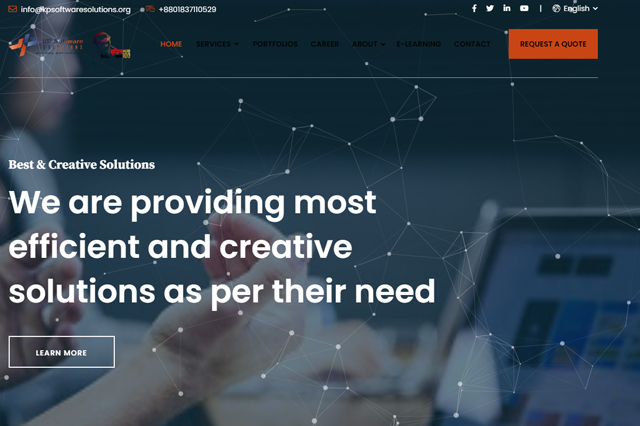 info@kpsoftwaresolutions.org +8801837110529 | English
HOME SERVICES PORTFOLIOS CAREER ABOUT E-LEARNING CONTACT REQUEST A QUOTE
Best & Creative Solutions
We are providing most
efficient and creative
solutions as per their need
LEARN MORE